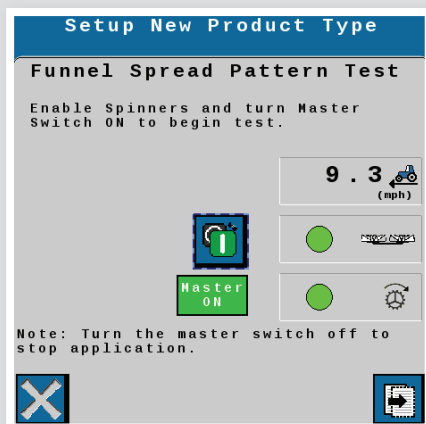 Setup New Product Type
Funnel Spread Pattern Test
Enable Spinners and turn Master
Switch ON to begin test.
9.3
(mph)
Master
ON
Note: Turn the master switch off to
stop application.